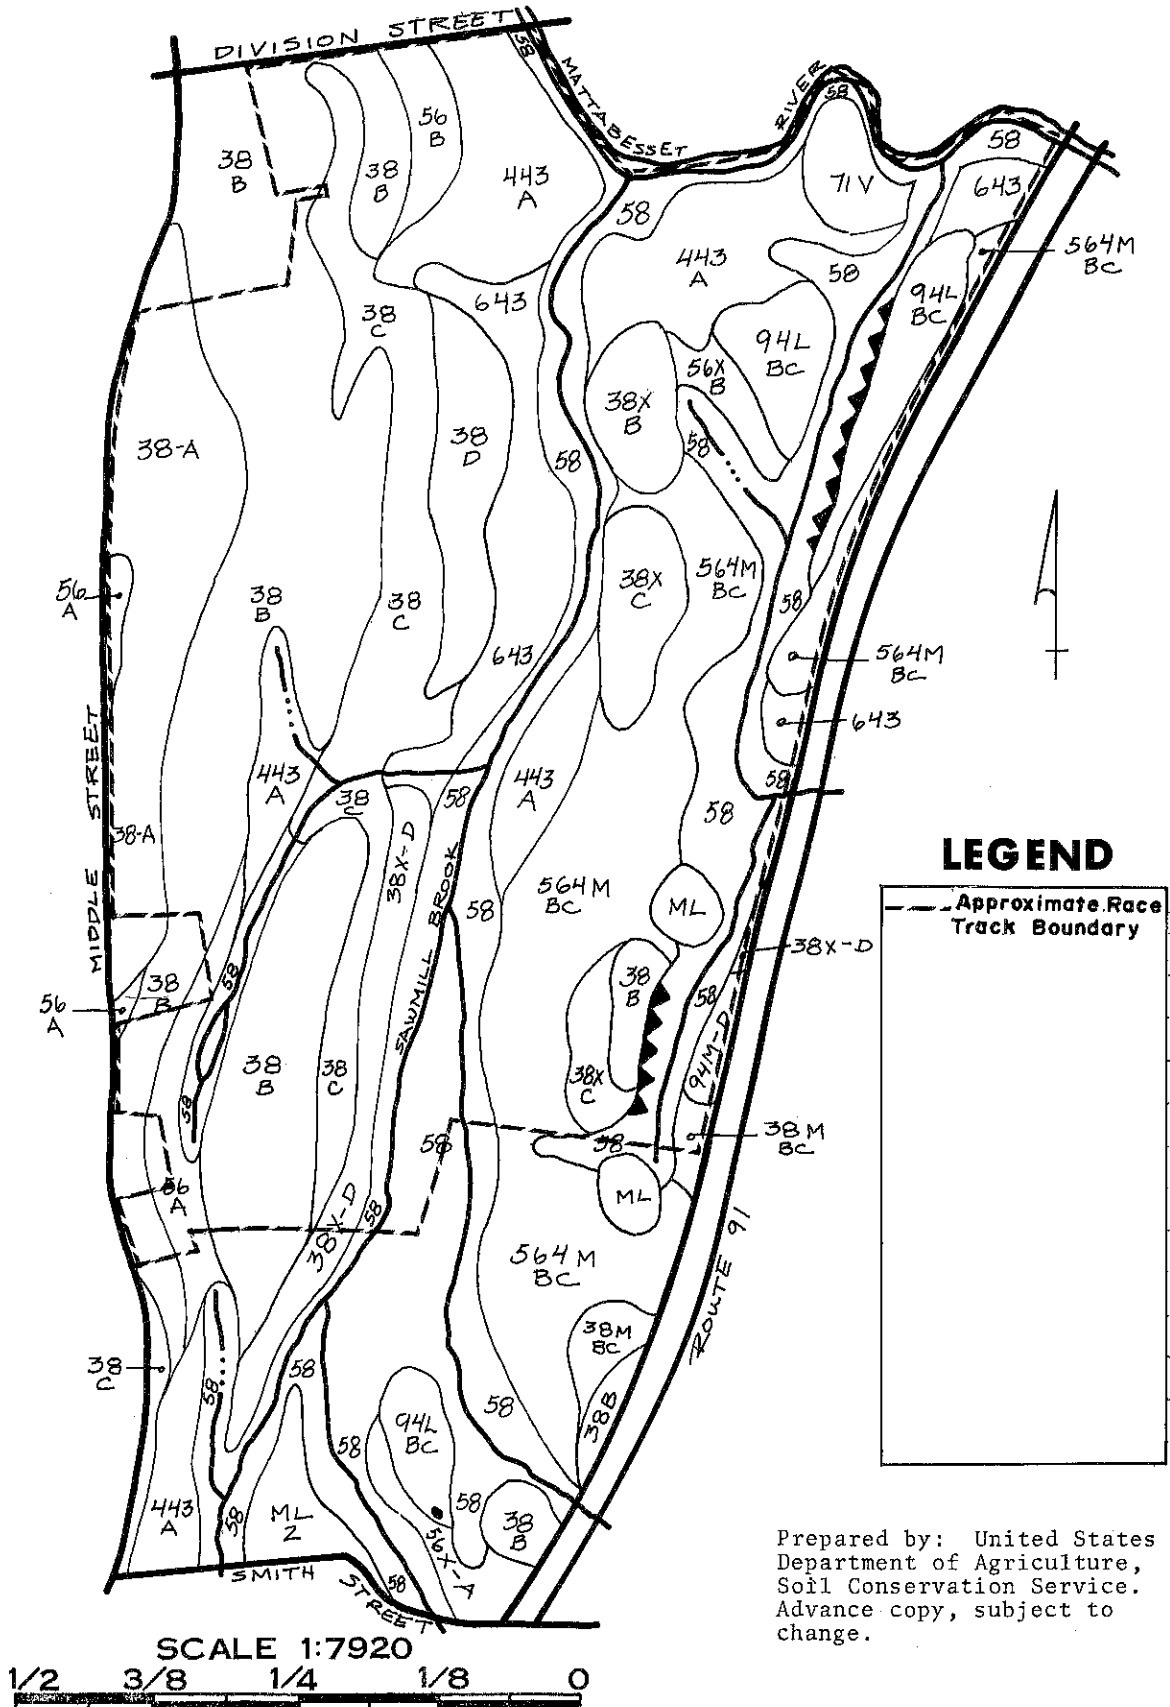 DIVISION STREET
58
MATTABESSET
RIVER
58
58
56
B
38
B
38
B
443
A
58
71V
643
564M
BC
443
A
58
94L
BC
643
38
C
94L
BC
56X
B
38X
B
38-A
38
D
58
58
56
A
38
B
38
C
38X
C
564M
BC
58
643
564M
BC
643
MIDDLE STREET
443
A
38
C
58
443
A
58
58
38-A
38X-D
SAWMILL BROOK
58
564M
BC
ML
LEGEND
Approximate Race
Track Boundary
38X-D
56
A
38
B
58
38
B
58
94M-D
38
B
38
C
38X
C
58
58
58
38M
BC
56
A
38X-D
58
ML
564M
BC
ROUTE 91
38M
BC
38
C
58
58
58
38B
94L
BC
58
443
A
58
ML
2
58
38
B
56X-A
58
SMITH STREET
Prepared by: United States
Department of Agriculture,
Soil Conservation Service.
Advance copy, subject to
change.
SCALE 1:7920
1/2 3/8 1/4 1/8 0